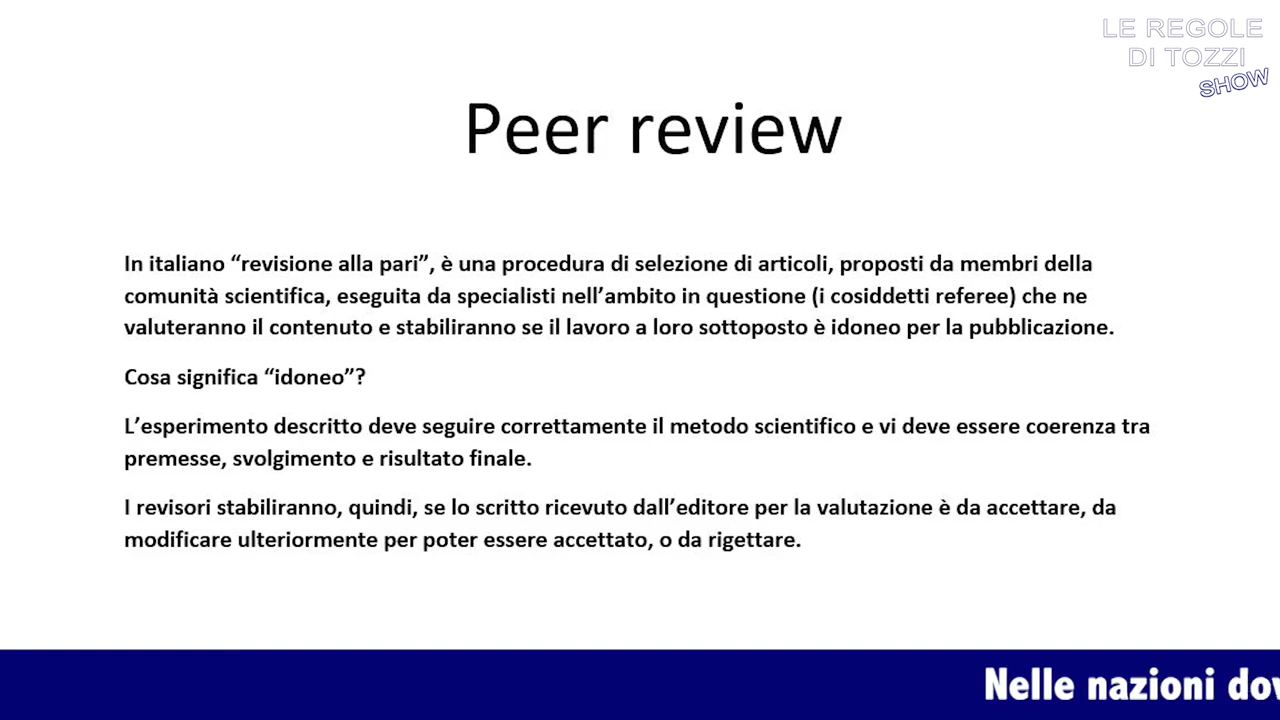 LE REGOLE
DI TOZZI
SHOW
Peer review
In italiano “revisione alla pari”, è una procedura di selezione di articoli, proposti da membri della
comunità scientifica, eseguita da specialisti nell’ambito in questione (i cosiddetti referee) che ne
valuteranno il contenuto e stabiliranno se il lavoro a loro sottoposto è idoneo per la pubblicazione.
Cosa significa “idoneo”?
L’esperimento descritto deve seguire correttamente il metodo scientifico e vi deve essere coerenza tra
premesse, svolgimento e risultato finale.
I revisori stabiliranno, quindi, se lo scritto ricevuto dall’editore per la valutazione è da accettare, da
modificare ulteriormente per poter essere accettato, o da rigettare.
Nelle nazioni